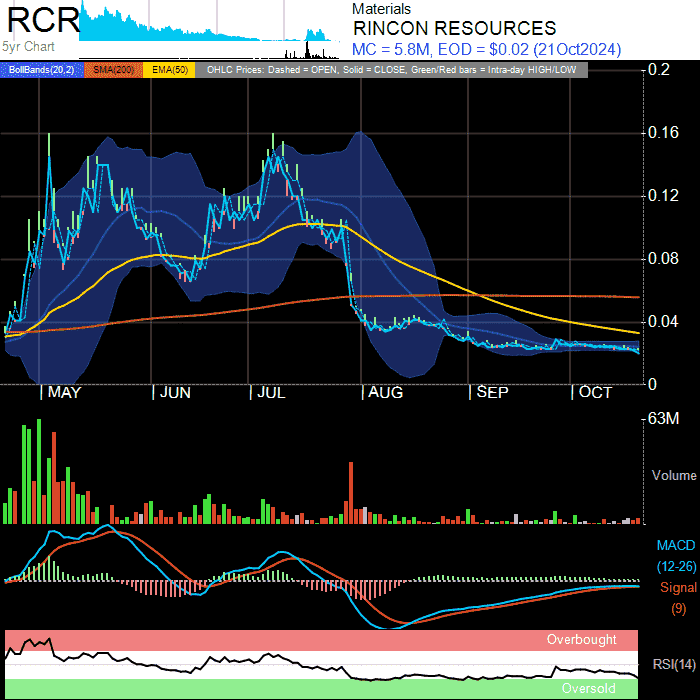 RCR
5yr Chart
Materials
RINCON RESOURCES
MC = 5.8M, EOD = $0.02 (21Oct2024)
BollBands(20,2) SMA(200) EMA(50) OHLC Prices: Dashed = OPEN, Solid = CLOSE, Green/Red bars = Intra-day HIGH/LOW
0.2
0.16
0.12
0.08
0.04
0
MAY JUN JUL AUG SEP OCT
63M
Volume
MACD
(12-26)
Signal
(9)
Overbought
RSI(14)
Oversold